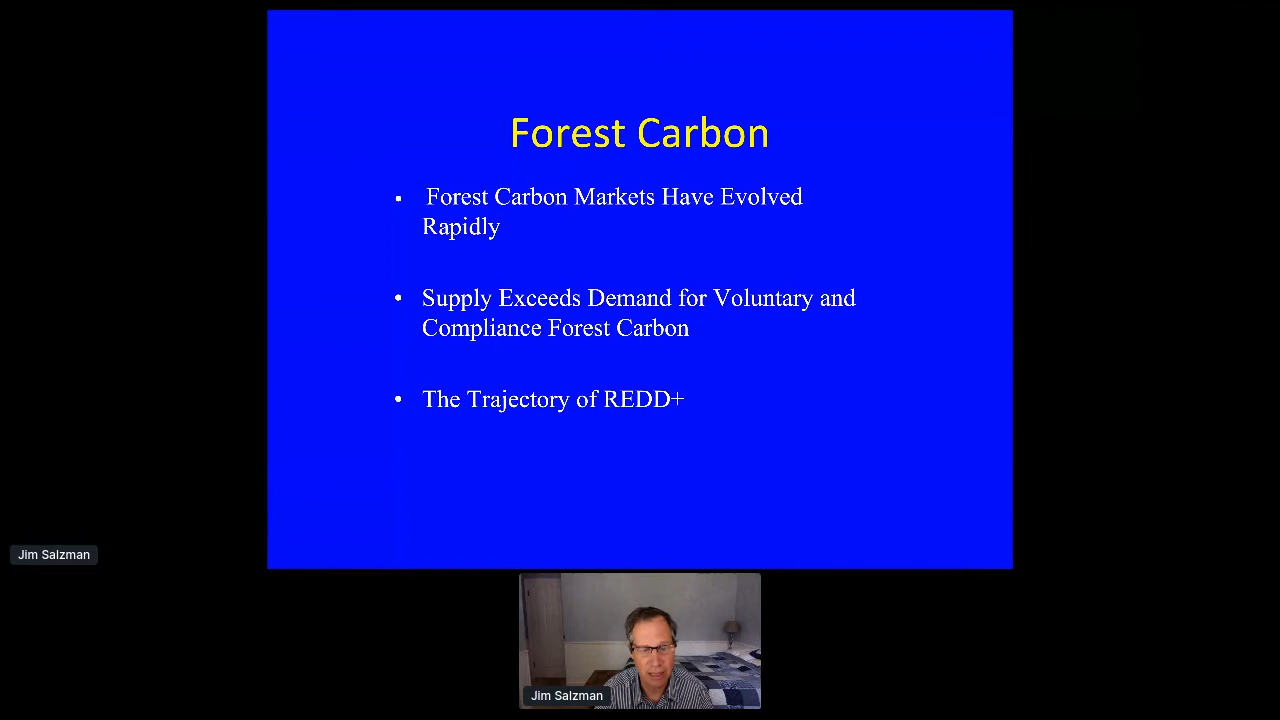 Forest Carbon
▪ Forest Carbon Markets Have Evolved
Rapidly
• Supply Exceeds Demand for Voluntary and
Compliance Forest Carbon
• The Trajectory of REDD+
Jim Salzman
Jim Salzman